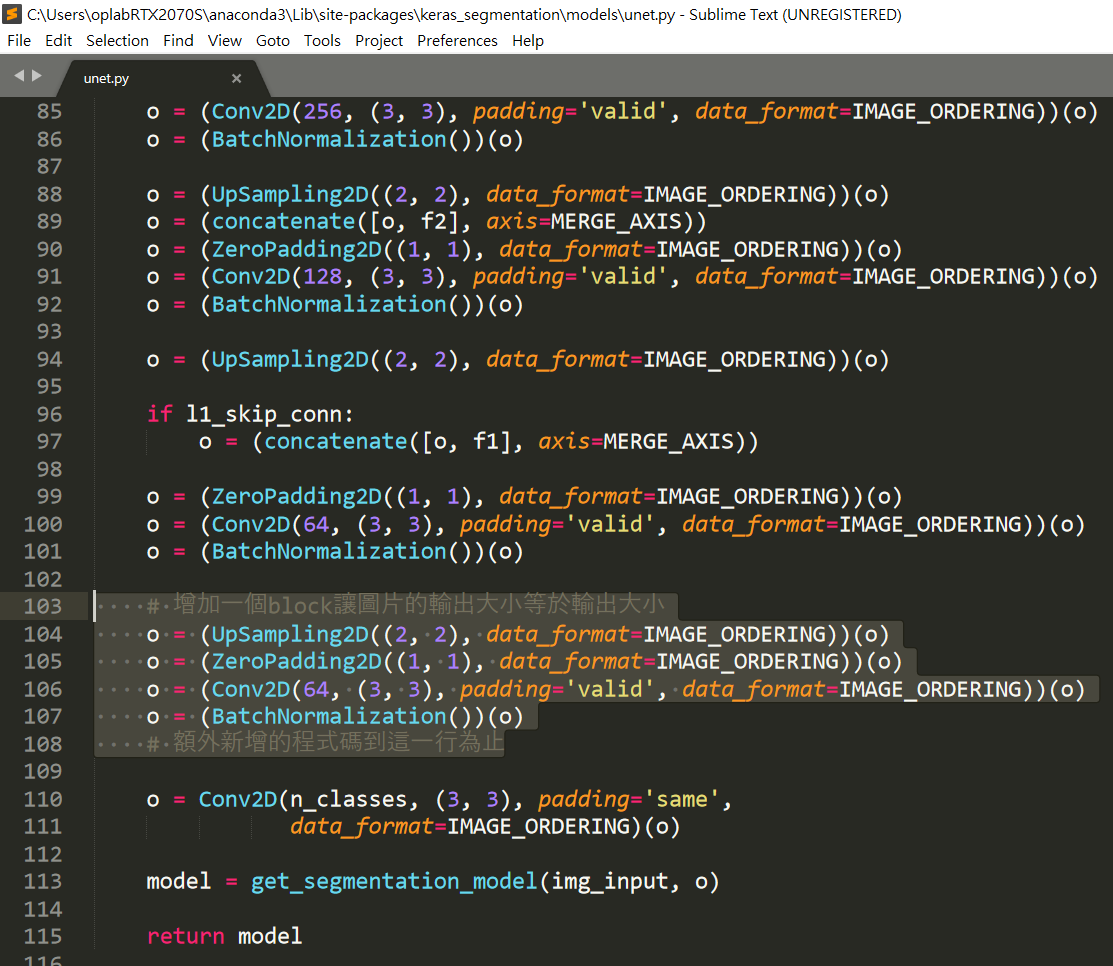 C:\Users\oplabRTX2070S\anaconda3\Lib\site-packages\keras_segmentation\models\unet.py - Sublime Text (UNREGISTERED)
File Edit Selection Find View Goto Tools Project Preferences Help
unet.py ×
85 o = (Conv2D(256, (3, 3), padding='valid', data_format=IMAGE_ORDERING))(o)
86 o = (BatchNormalization())(o)
87
88 o = (UpSampling2D((2, 2), data_format=IMAGE_ORDERING))(o)
89 o = (concatenate([o, f2], axis=MERGE_AXIS))
90 o = (ZeroPadding2D((1, 1), data_format=IMAGE_ORDERING))(o)
91 o = (Conv2D(128, (3, 3), padding='valid', data_format=IMAGE_ORDERING))(o)
92 o = (BatchNormalization())(o)
93
94 o = (UpSampling2D((2, 2), data_format=IMAGE_ORDERING))(o)
95
96 if l1_skip_conn:
97 o = (concatenate([o, f1], axis=MERGE_AXIS))
98
99 o = (ZeroPadding2D((1, 1), data_format=IMAGE_ORDERING))(o)
100 o = (Conv2D(64, (3, 3), padding='valid', data_format=IMAGE_ORDERING))(o)
101 o = (BatchNormalization())(o)
102
103 # 增加一個block讓圖片的輸出大小等於輸出大小
104 o = (UpSampling2D((2, 2), data_format=IMAGE_ORDERING))(o)
105 o = (ZeroPadding2D((1, 1), data_format=IMAGE_ORDERING))(o)
106 o = (Conv2D(64, (3, 3), padding='valid', data_format=IMAGE_ORDERING))(o)
107 o = (BatchNormalization())(o)
108 # 額外新增的程式碼到這一行為止
109
110 o = Conv2D(n_classes, (3, 3), padding='same',
111 data_format=IMAGE_ORDERING)(o)
112
113 model = get_segmentation_model(img_input, o)
114
115 return model
116